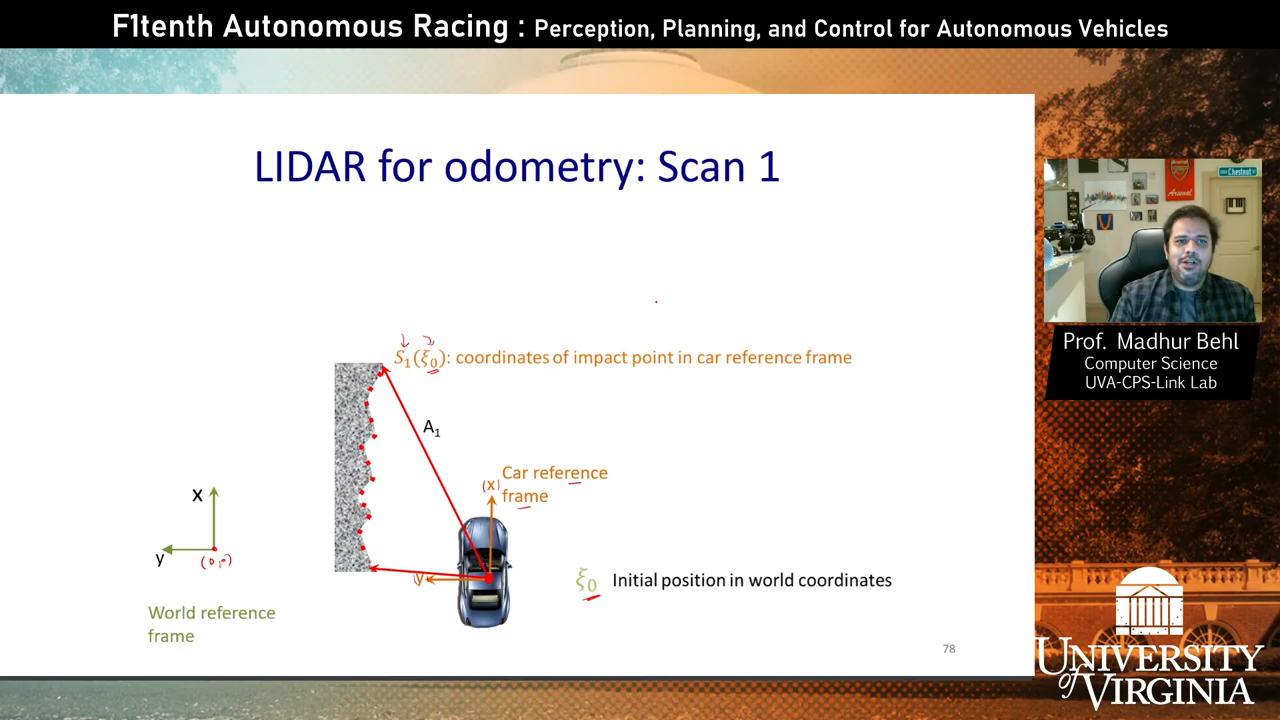 F1tenth Autonomous Racing : Perception, Planning, and Control for Autonomous Vehicles
LIDAR for odometry: Scan 1
S₁(ξ₀): coordinates of impact point in car reference frame
A₁
(x)
Car reference
frame
x
y
(0,0)
y
ξ₀ Initial position in world coordinates
World reference
frame
78
Arsenal
Chestnut
Prof. Madhur Behl
Computer Science
UVA-CPS-Link Lab
UNIVERSITY
of VIRGINIA